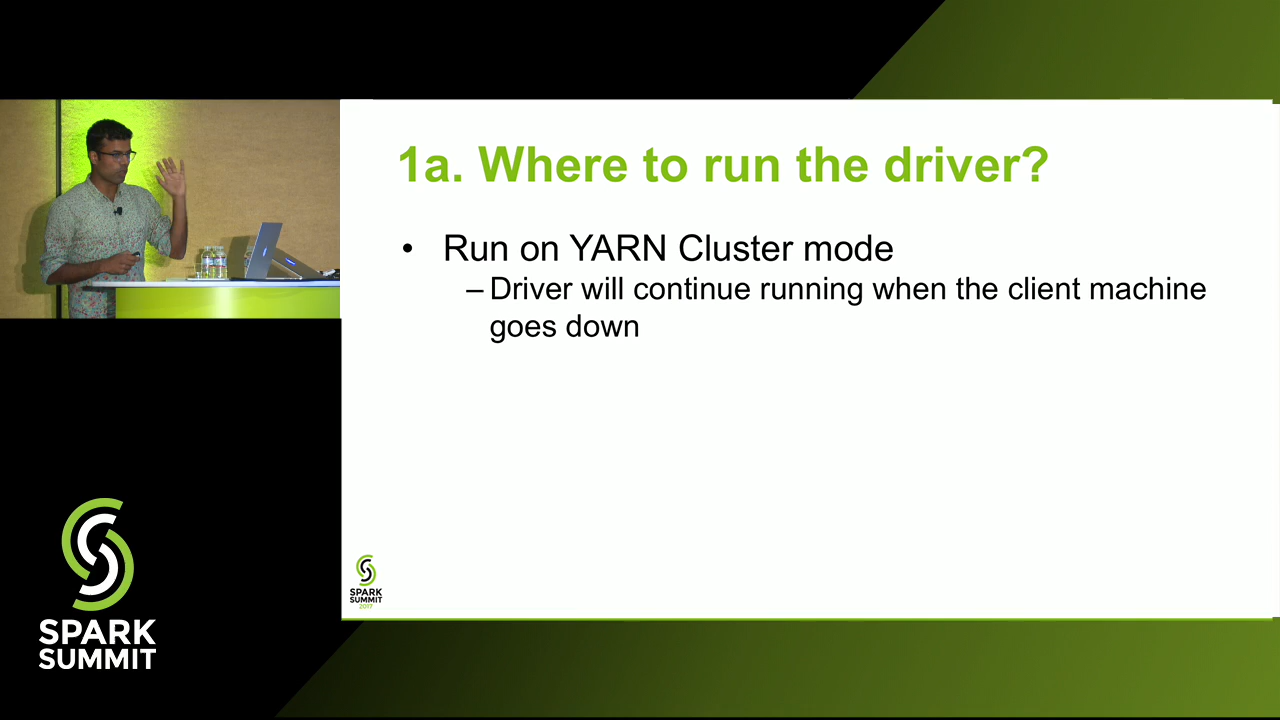 1a. Where to run the driver?
• Run on YARN Cluster mode
– Driver will continue running when the client machine
goes down
SPARK
SUMMIT
2017
SPARK
SUMMIT